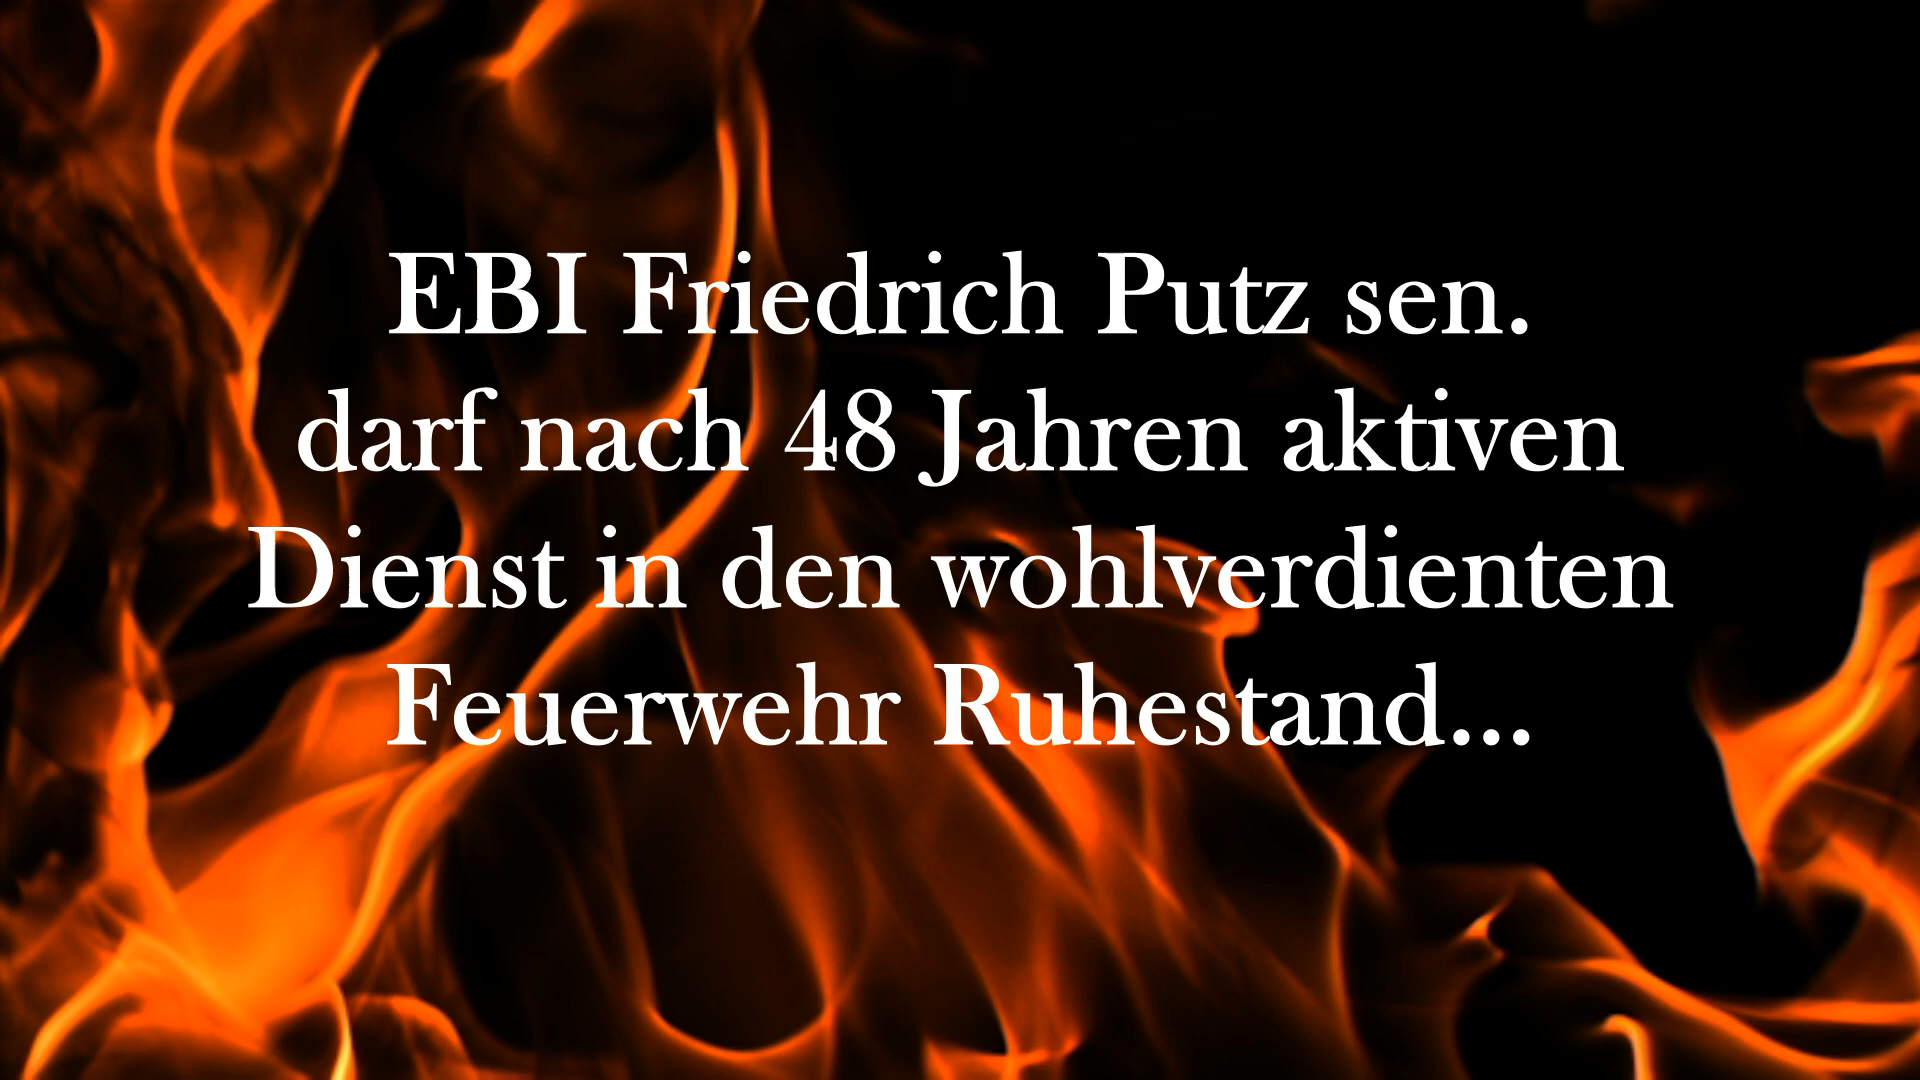 EBI Friedrich Putz sen.
darf nach 48 Jahren aktiven
Dienst in den wohlverdienten
Feuerwehr Ruhestand...